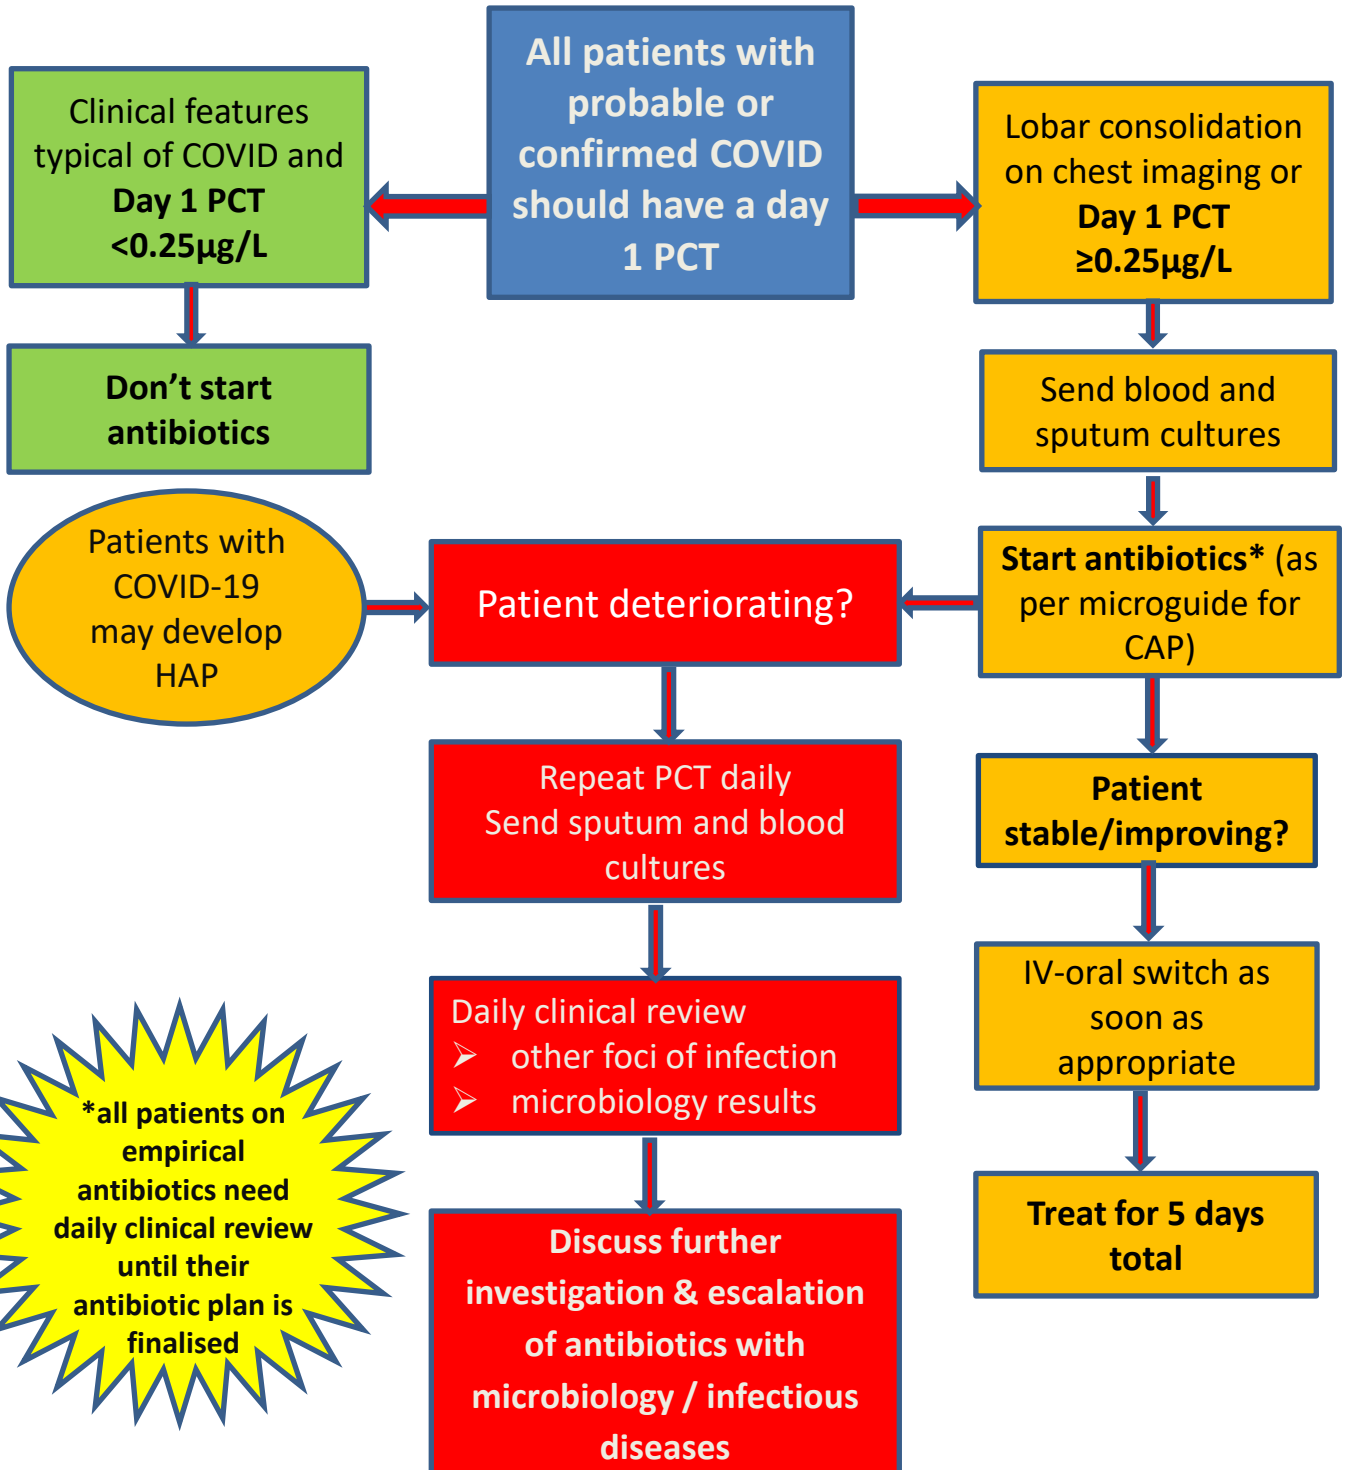 All patients with
probable or
confirmed COVID
should have a day
1 PCT
Clinical features
typical of COVID and
Day 1 PCT
<0.25µg/L
Don’t start
antibiotics
Lobar consolidation
on chest imaging or
Day 1 PCT
≥0.25µg/L
Send blood and
sputum cultures
Start antibiotics* (as
per microguide for
CAP)
Patients with
COVID-19
may develop
HAP
Patient deteriorating?
Repeat PCT daily
Send sputum and blood
cultures
Daily clinical review
➢ other foci of infection
➢ microbiology results
Discuss further
investigation & escalation
of antibiotics with
microbiology / infectious
diseases
Patient
stable/improving?
IV-oral switch as
soon as
appropriate
Treat for 5 days
total
*all patients on
empirical
antibiotics need
daily clinical review
until their
antibiotic plan is
finalised